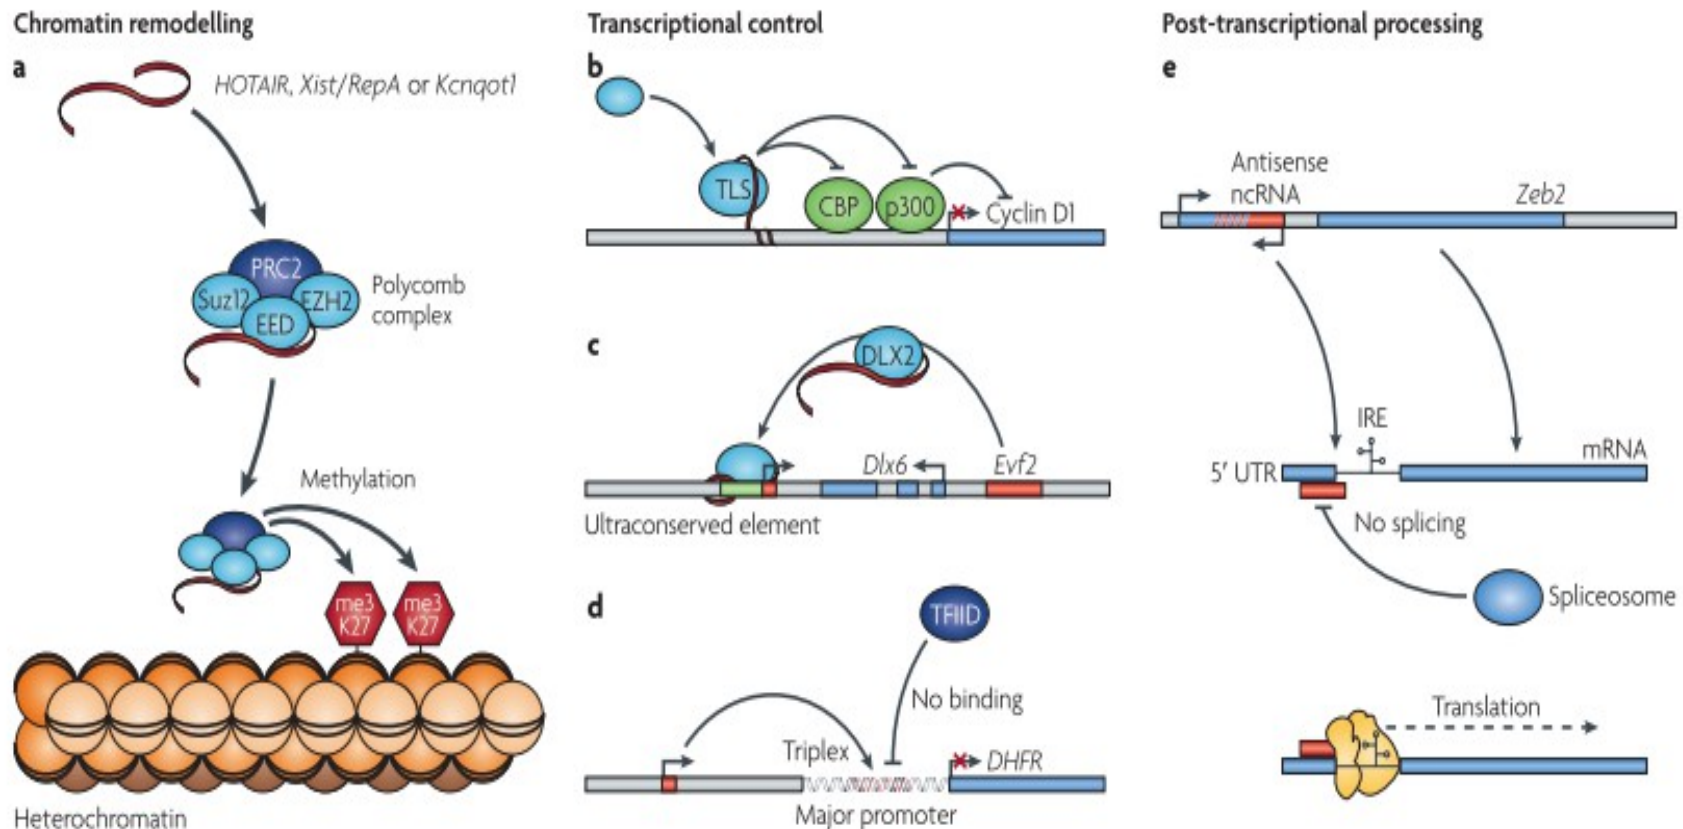 Chromatin remodelling
a
HOTAIR, Xist/RepA or Kcnqot1
PRC2
Suz12
EZH2
EED
Polycomb
complex
Methylation
me3
K27
me3
K27
Heterochromatin
Transcriptional control
b
TLS
CBP
p300
Cyclin D1
c
DLX2
Dlx6
Evf2
Ultraconserved element
d
TFIID
No binding
Triplex
DHFR
Major promoter
Post-transcriptional processing
e
Antisense
ncRNA
Zeb2
IRE
mRNA
5′ UTR
No splicing
Spliceosome
Translation